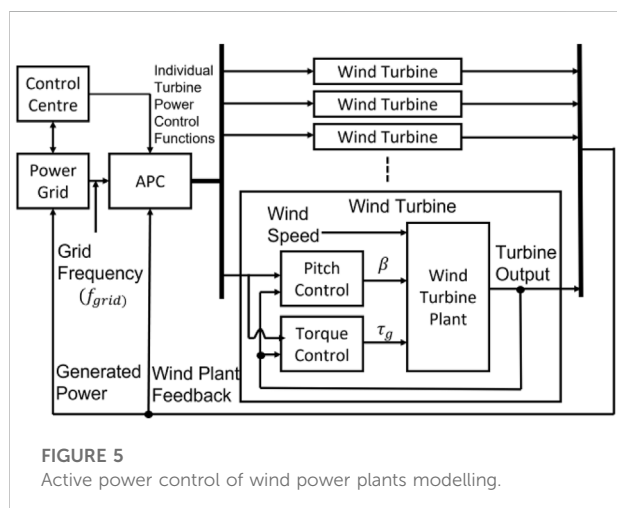 Control
Centre
Individual
Turbine
Power
Control
Functions
Wind Turbine
Wind Turbine
Wind Turbine
Power
Grid
APC
Grid
Frequency
(f_grid)
Wind Turbine
Wind
Speed
Pitch
Control
β
Torque
Control
τ_g
Wind
Turbine
Plant
Turbine
Output
Generated
Power
Wind Plant
Feedback
FIGURE 5
Active power control of wind power plants modelling.